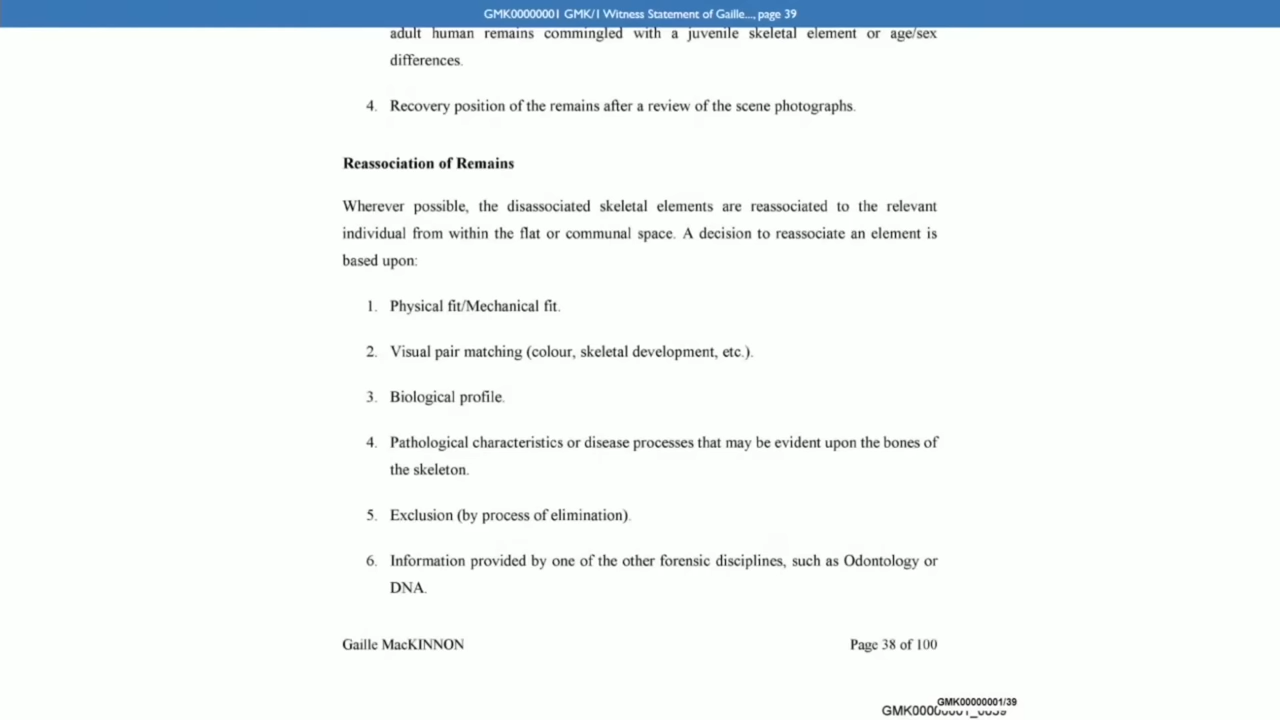 GMK00000001 GMK/1 Witness Statement of Gaille..., page 39
adult human remains commingled with a juvenile skeletal element or age/sex
differences.
4. Recovery position of the remains after a review of the scene photographs.
Reassociation of Remains
Wherever possible, the disassociated skeletal elements are reassociated to the relevant
individual from within the flat or communal space. A decision to reassociate an element is
based upon:
1. Physical fit/Mechanical fit.
2. Visual pair matching (colour, skeletal development, etc.).
3. Biological profile.
4. Pathological characteristics or disease processes that may be evident upon the bones of
the skeleton.
5. Exclusion (by process of elimination).
6. Information provided by one of the other forensic disciplines, such as Odontology or
DNA.
Gaille MacKINNON Page 38 of 100
GMK00000001/39